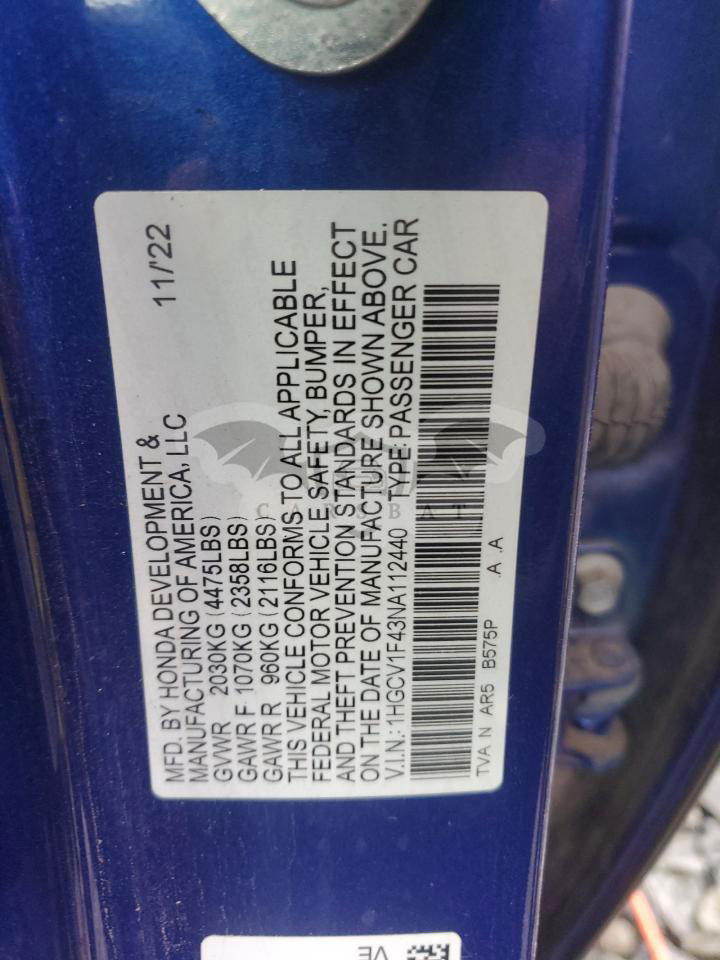 MFD. BY HONDA DEVELOPMENT & 11/'22
MANUFACTURING OF AMERICA, LLC
GVWR 2030KG (4475LBS)
GAWR F 1070KG (2358LBS)
GAWR R 960KG (2116LBS)
THIS VEHICLE CONFORMS TO ALL APPLICABLE
FEDERAL MOTOR VEHICLE SAFETY, BUMPER,
AND THEFT PREVENTION STANDARDS IN EFFECT
ON THE DATE OF MANUFACTURE SHOWN ABOVE.
V.I.N.: 1HGCV1F43NA112440 TYPE: PASSENGER CAR
TVA N AR5 B575P .A .A
CARSBAT
VE